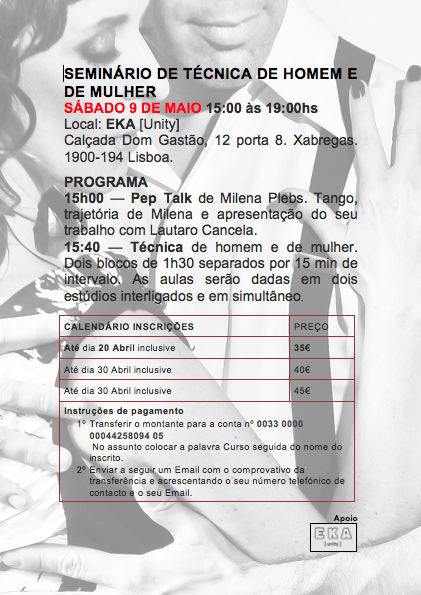 SEMINÁRIO DE TÉCNICA DE HOMEM E
DE MULHER
SÁBADO 9 DE MAIO 15:00 às 19:00hs
Local: EKA [Unity]
Calçada Dom Gastão, 12 porta 8. Xabregas.
1900-194 Lisboa.
PROGRAMA
15h00 — Pep Talk de Milena Plebs. Tango,
trajetória de Milena e apresentação do seu
trabalho com Lautaro Cancela.
15:40 — Técnica de homem e de mulher.
Dois blocos de 1h30 separados por 15 min de
intervalo. As aulas serão dadas em dois
estúdios interligados e em simultâneo.
CALENDÁRIO INSCRIÇÕES PREÇO
Até dia 20 Abril inclusive 35€
Até dia 30 Abril inclusive 40€
Até dia 30 Abril inclusive 45€
Instruções de pagamento
1º Transferir o montante para a conta nº 0033 0000
00044258094 05
No assunto colocar a palavra Curso seguida do nome do
inscrito.
2º Enviar a seguir um Email com o comprovativo da
transferência e acrescentando o seu número telefónico de
contacto e o seu Email.
Apoio
EKA
[unity]